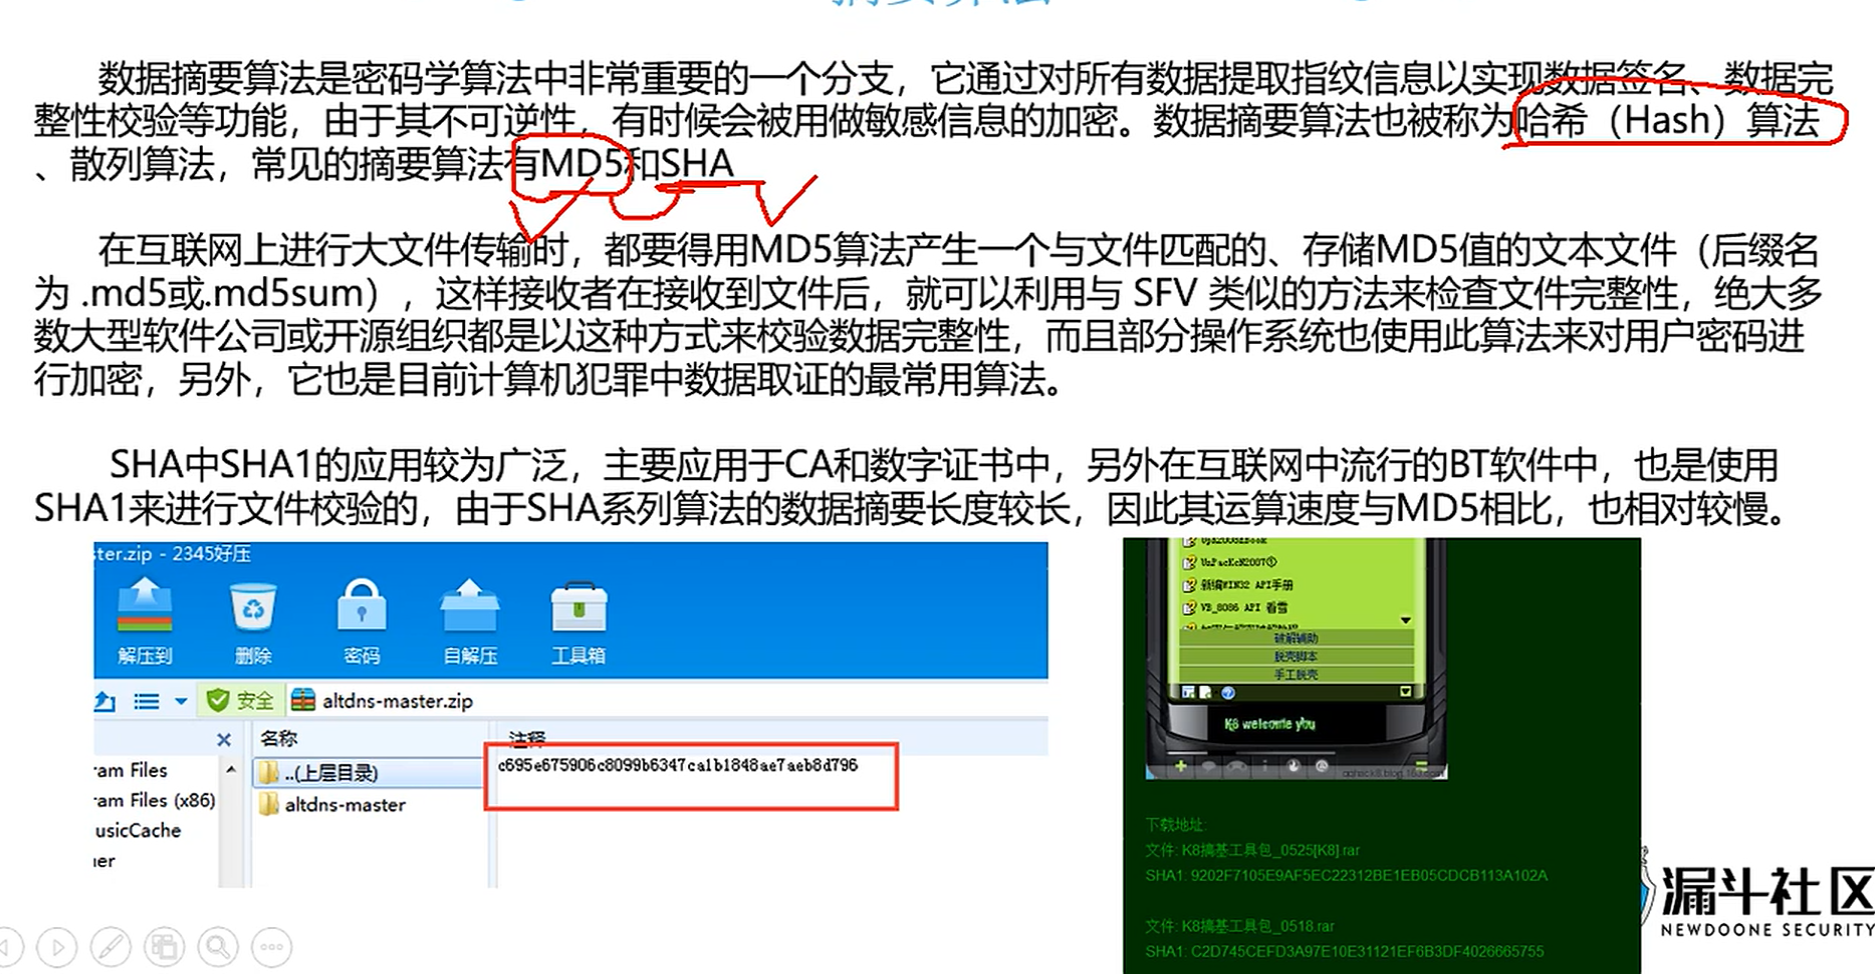 摘要算法
数据摘要算法是密码学算法中非常重要的一个分支，它通过对所有数据提取指纹信息以实现数据签名、数据完
整性校验等功能，由于其不可逆性，有时候会被用做敏感信息的加密。数据摘要算法也被称为哈希（Hash）算法
、散列算法，常见的摘要算法有MD5和SHA
在互联网上进行大文件传输时，都要得用MD5算法产生一个与文件匹配的、存储MD5值的文本文件（后缀名
为 .md5或.md5sum），这样接收者在接收到文件后，就可以利用与 SFV 类似的方法来检查文件完整性，绝大多
数大型软件公司或开源组织都是以这种方式来校验数据完整性，而且部分操作系统也使用此算法来对用户密码进
行加密，另外，它也是目前计算机犯罪中数据取证的最常用算法。
SHA中SHA1的应用较为广泛，主要应用于CA和数字证书中，另外在互联网中流行的BT软件中，也是使用
SHA1来进行文件校验的，由于SHA系列算法的数据摘要长度较长，因此其运算速度与MD5相比，也相对较慢。
ster.zip - 2345好压
解压到 删除 密码 自解压 工具箱
安全 altdns-master.zip
名称 注释
ram Files
..(上层目录)
c695e675906c8099b6347ca1b1848ae7aeb8d796
ram Files (x86)
altdns-master
usicCache
ner
UnPacKcN2007①
新编WIN32 API手册
VB_8086 API 看雪
破解辅助
脱壳脚本
手工脱壳
K8 welcome you
qqhack8.blog.163.com
下载地址:
文件: K8搞基工具包_0525[K8].rar
SHA1: 9202F7105E9AF5EC22312BE1EB05CDCB113A102A
文件: K8搞基工具包_0518.rar
SHA1: C2D745CEFD3A97E10E31121EF6B3DF4026665755
漏斗社区
NEWDOONE SECURITY